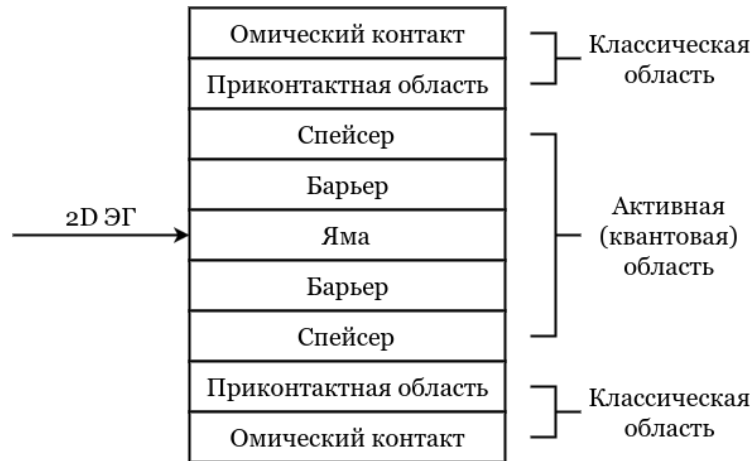 Омический контакт
Приконтактная область
Спейсер
Барьер
Яма
Барьер
Спейсер
Приконтактная область
Омический контакт
2D ЭГ
Классическая
область
Активная
(квантовая)
область
Классическая
область